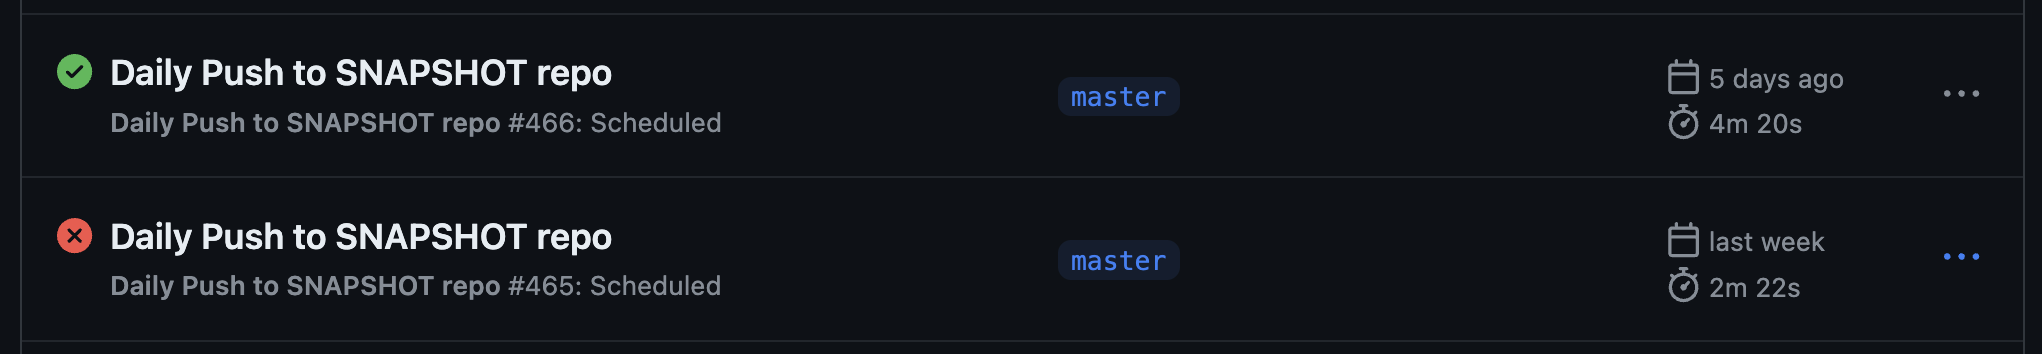 Daily Push to SNAPSHOT repo
Daily Push to SNAPSHOT repo #466: Scheduled
master
5 days ago
4m 20s
Daily Push to SNAPSHOT repo
Daily Push to SNAPSHOT repo #465: Scheduled
master
last week
2m 22s